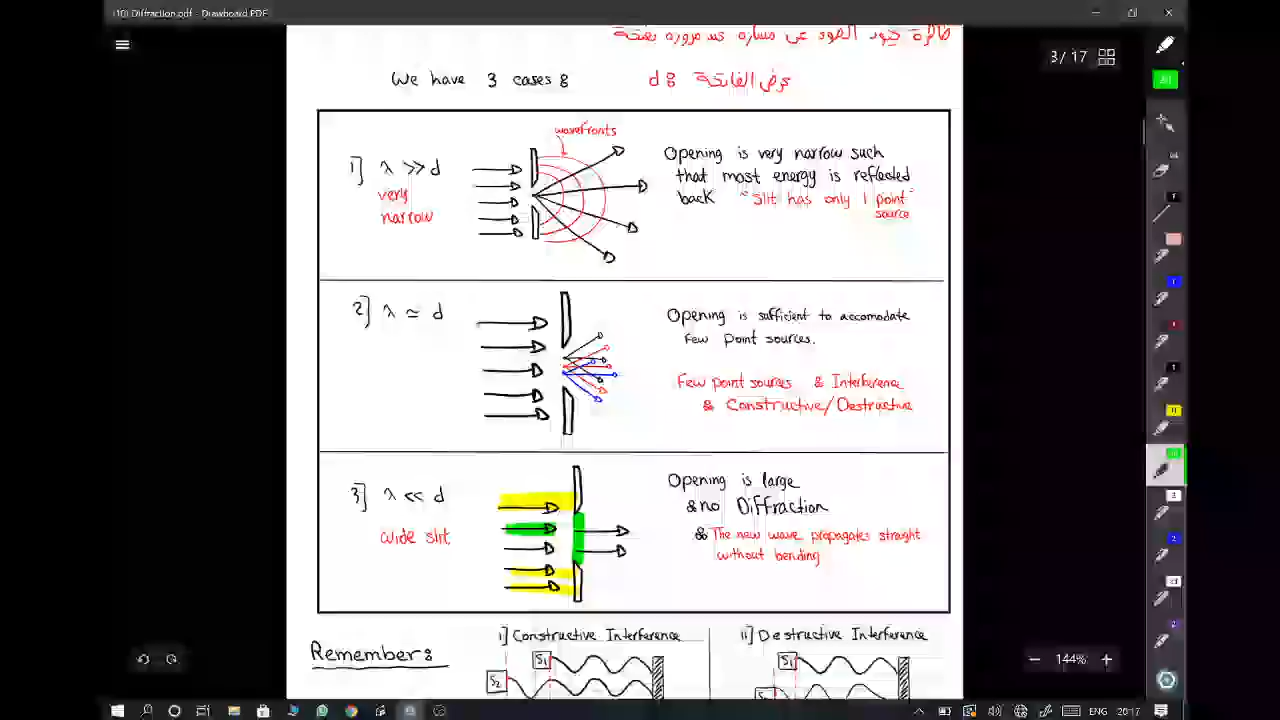 (10) Diffraction.PDF - Drawboard PDF
3 / 17
We have 3 cases :
d : عرض الفتحة
1] λ >> d
very
narrow
wavefronts
Opening is very narrow such
that most energy is reflected
back "Slit has only 1 point"
source
2] λ ≃ d
Opening is sufficient to accomodate
Few Point sources.
Few point sources & Interference
& Constructive/Destructive
3] λ << d
wide slit
Opening is large
& no Diffraction
& The new wave propagates straight
without bending
Remember:
i] Constructive Interference
S1
S2
ii] Destructive Interference
S1
144%
ENG 20:17